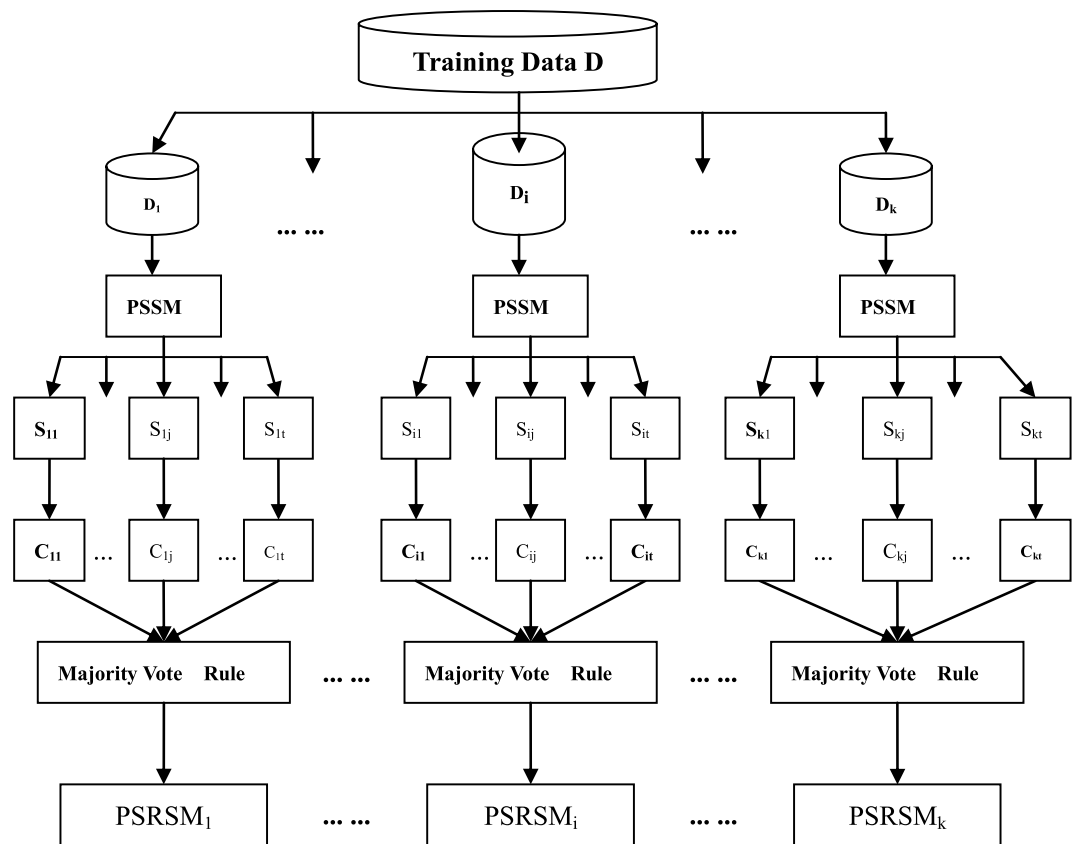 Training Data D
D₁ Dᵢ Dₖ
... ... ... ...
PSSM PSSM PSSM
S₁₁ S₁ⱼ S₁ₜ Sᵢ₁ Sᵢⱼ Sᵢₜ Sₖ₁ Sₖⱼ Sₖₜ
C₁₁ ... C₁ⱼ ... C₁ₜ Cᵢ₁ ... Cᵢⱼ ... Cᵢₜ Cₖ₁ ... Cₖⱼ ... Cₖₜ
Majority Vote Rule ... ... Majority Vote Rule ... ... Majority Vote Rule
PSRSM₁ ... ... PSRSMᵢ ... ... PSRSMₖ